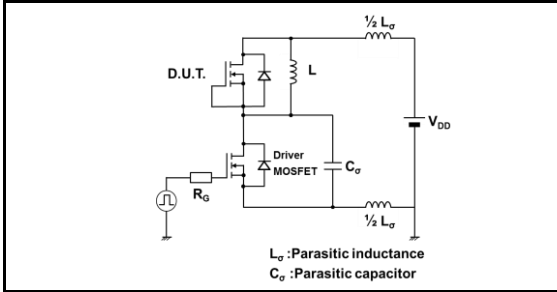 ½ Lσ
D.U.T.
L
VDD
Driver
MOSFET
Cσ
RG
½ Lσ
Lσ :Parasitic inductance
Cσ :Parasitic capacitor